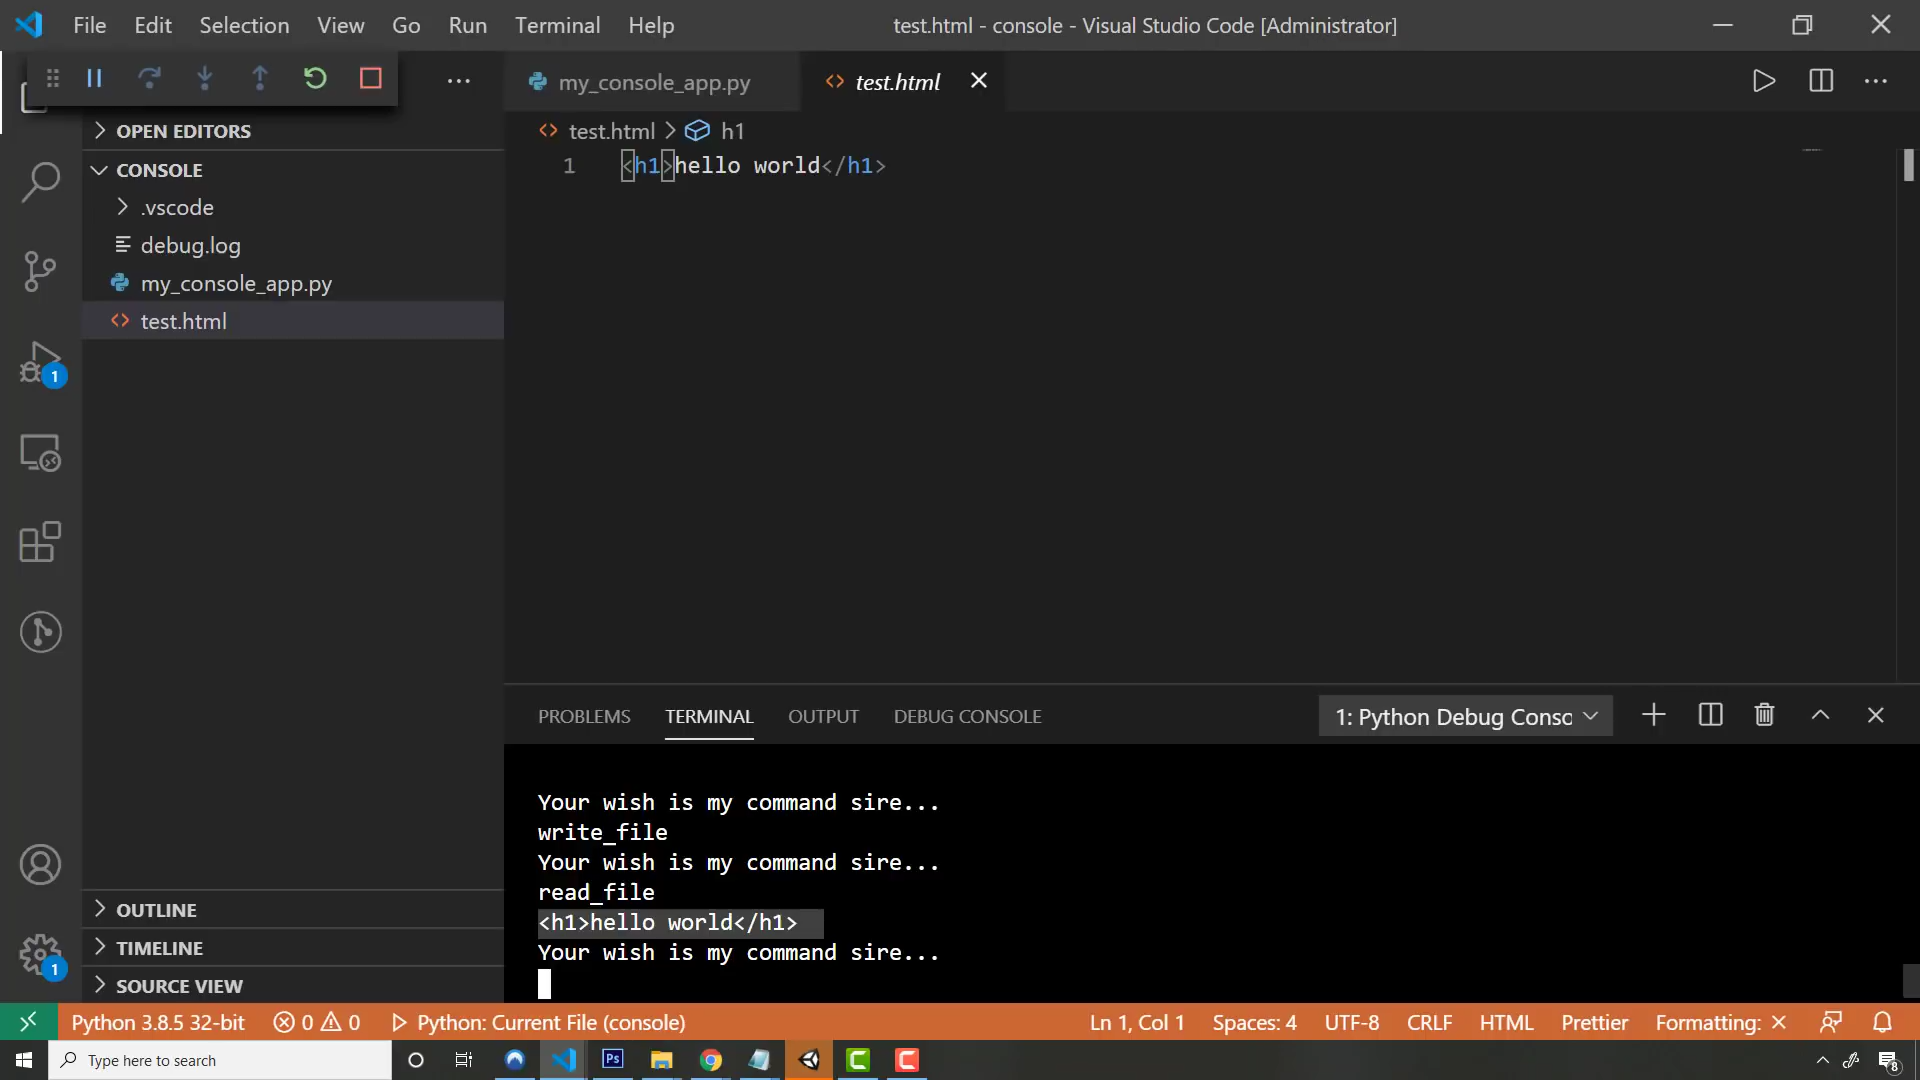 File Edit Selection View Go Run Terminal Help
test.html - console - Visual Studio Code [Administrator]
my_console_app.py
test.html
OPEN EDITORS
test.html > h1
1 <h1>hello world</h1>
CONSOLE
.vscode
debug.log
my_console_app.py
test.html
1
PROBLEMS TERMINAL OUTPUT DEBUG CONSOLE
1: Python Debug Consc
Your wish is my command sire...
write_file
Your wish is my command sire...
read_file
<h1>hello world</h1>
Your wish is my command sire...
OUTLINE
TIMELINE
SOURCE VIEW
1
Python 3.8.5 32-bit 0 0 Python: Current File (console)
Ln 1, Col 1 Spaces: 4 UTF-8 CRLF HTML Prettier Formatting: ×
Type here to search
Ps
8